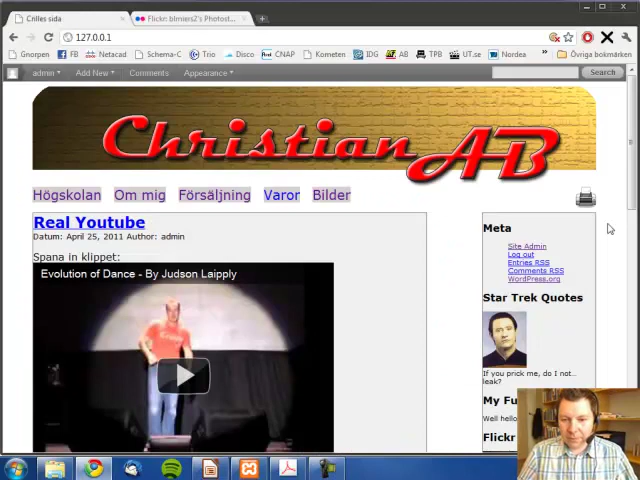 Crilles sida
Flickr: blmiers2's Photost...
127.0.0.1
Gnorpen
FB
Netacad
Schema-C
Trio
Disco
CNAP
Kometen
IDG
AB
TPB
UT.se
Nordea
»
Övriga bokmärken
admin
Add New
Comments
Appearance
Search
Christian AB
Högskolan Om mig Försäljning Varor Bilder
Real Youtube
Datum: April 25, 2011 Author: admin
Spana in klippet:
Evolution of Dance - By Judson Laipply
Meta
Site Admin
Log out
Entries RSS
Comments RSS
WordPress.org
Star Trek Quotes
If you prick me, do I not...
leak?
My Fu
Well hello
Flickr